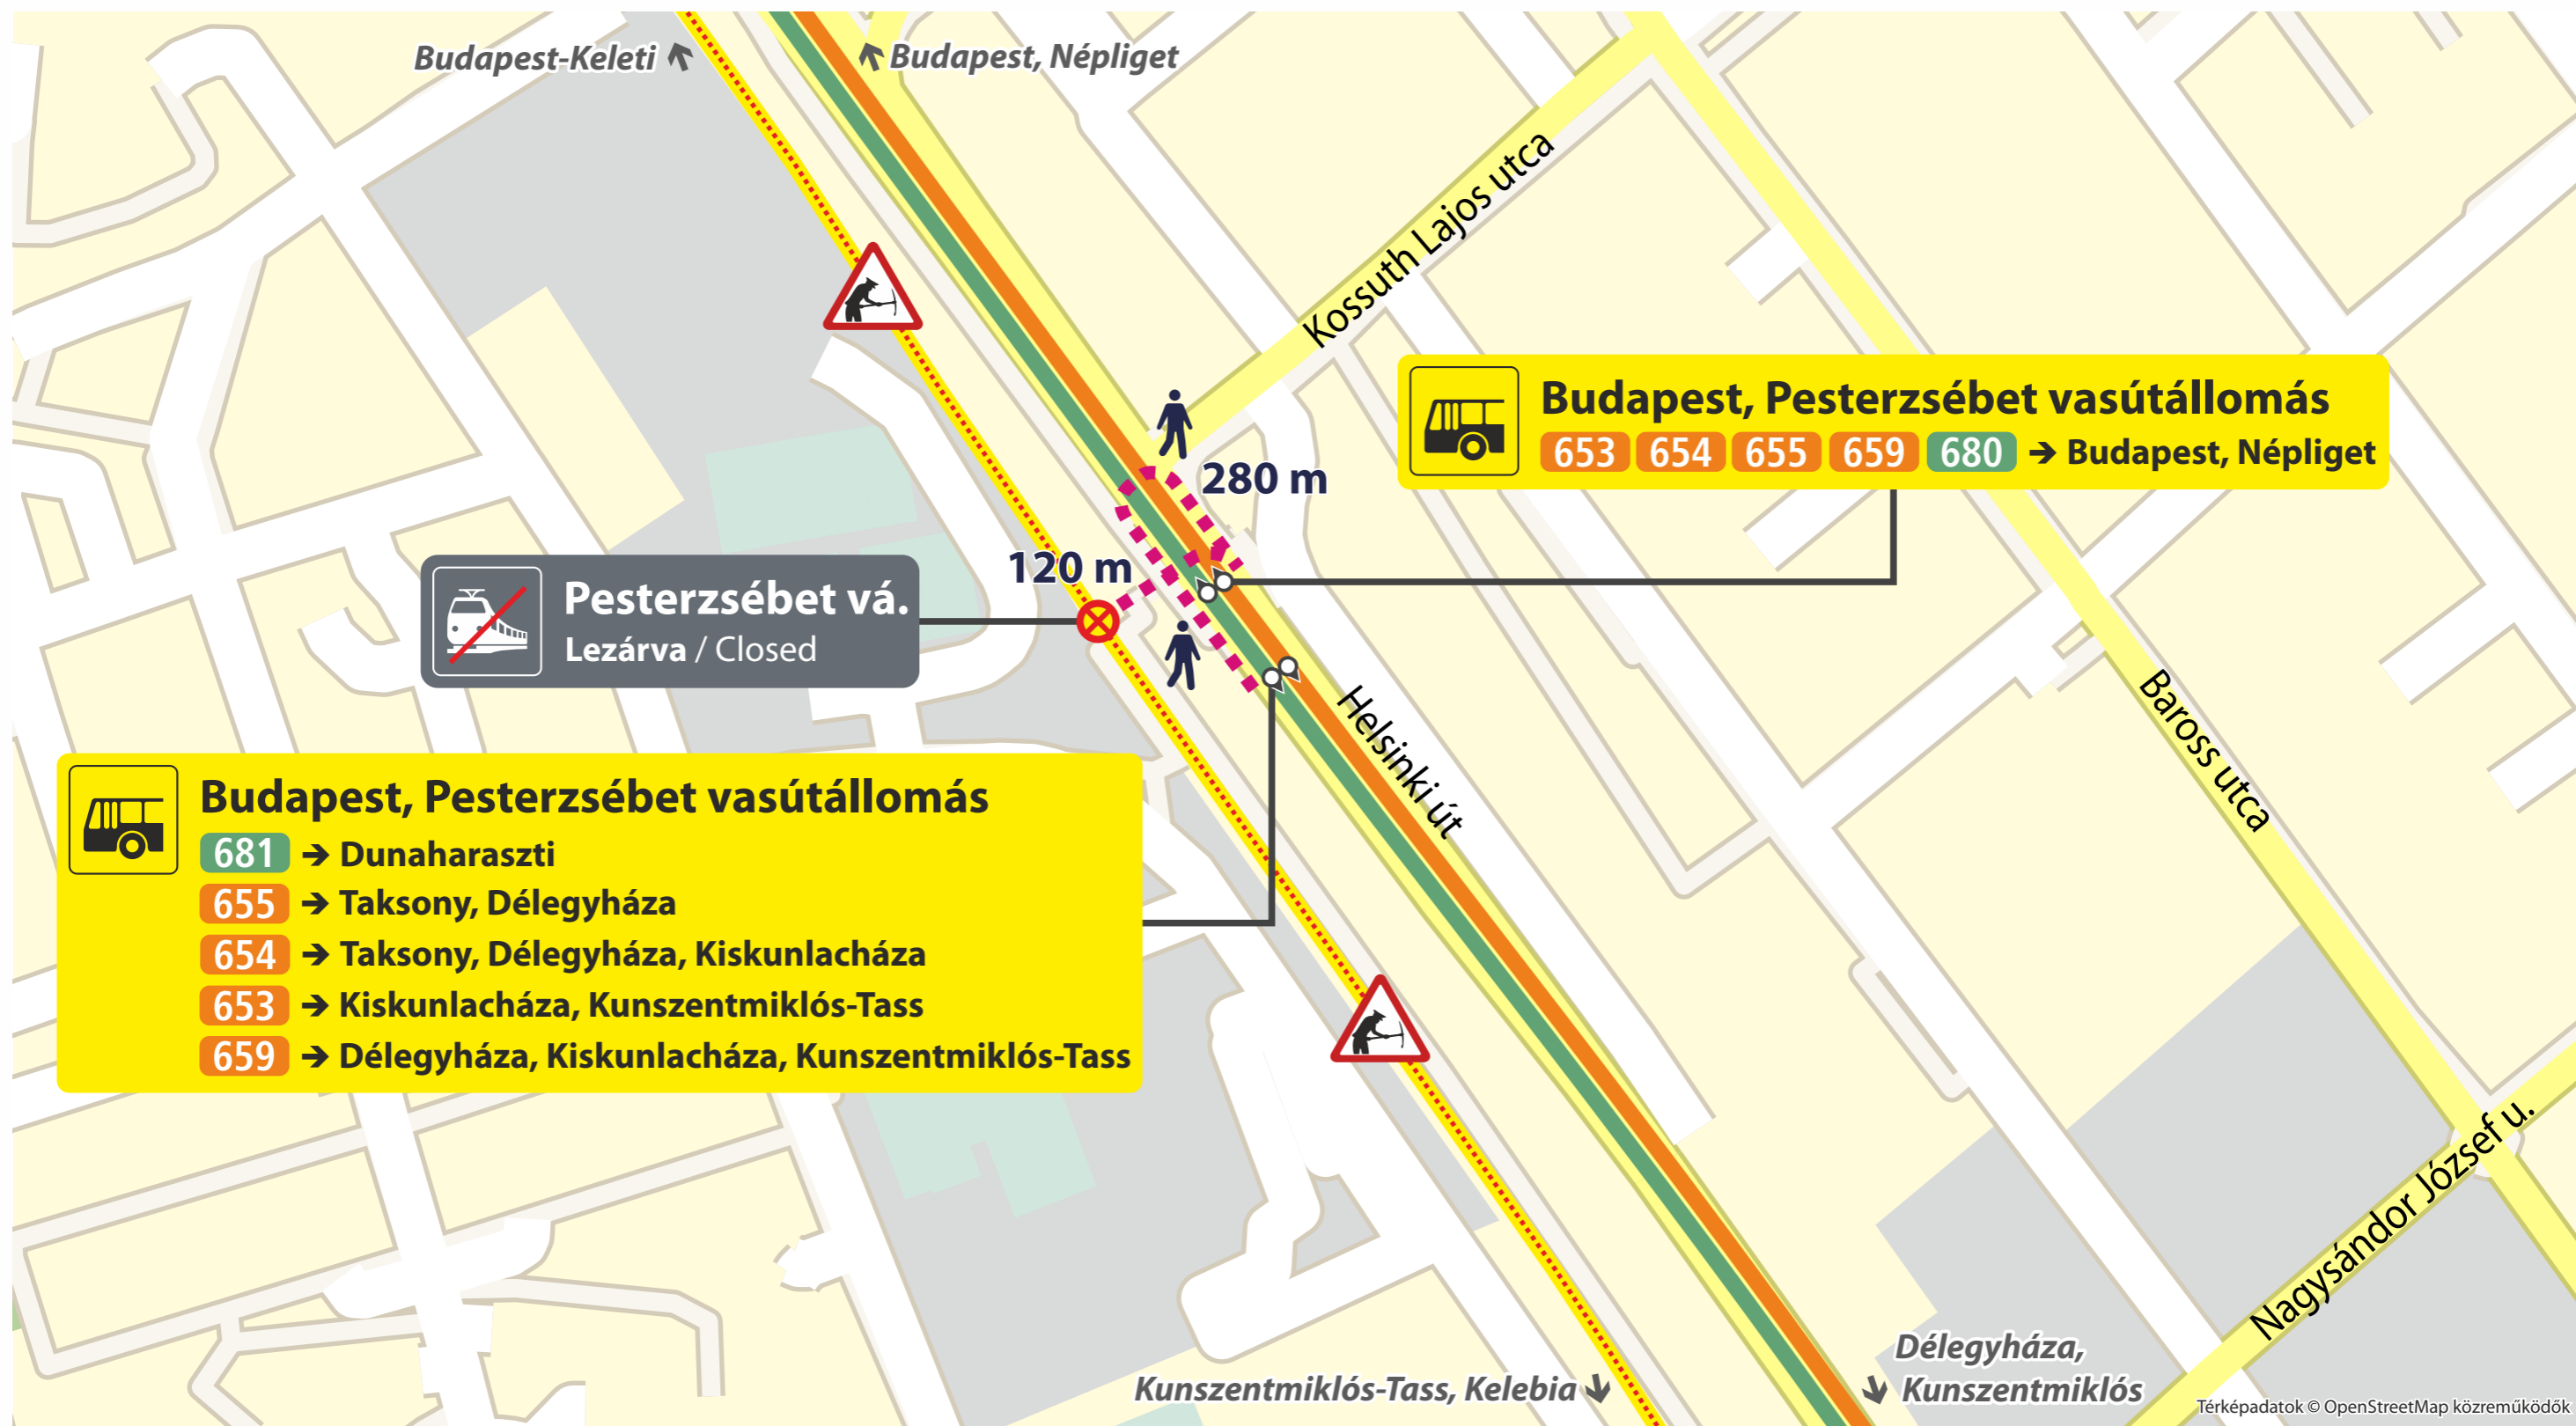 Budapest-Keleti
Budapest, Népliget
Kossuth Lajos utca
Budapest, Pesterzsébet vasútállomás
653 654 655 659 680 → Budapest, Népliget
280 m
120 m
Pesterzsébet vá.
Lezárva / Closed
Helsinki út
Baross utca
Budapest, Pesterzsébet vasútállomás
681 → Dunaharaszti
655 → Taksony, Délegyháza
654 → Taksony, Délegyháza, Kiskunlacháza
653 → Kiskunlacháza, Kunszentmiklós-Tass
659 → Délegyháza, Kiskunlacháza, Kunszentmiklós-Tass
Nagysándor József u.
Kunszentmiklós-Tass, Kelebia
Délegyháza,
Kunszentmiklós
Térképadatok © OpenStreetMap közreműködők